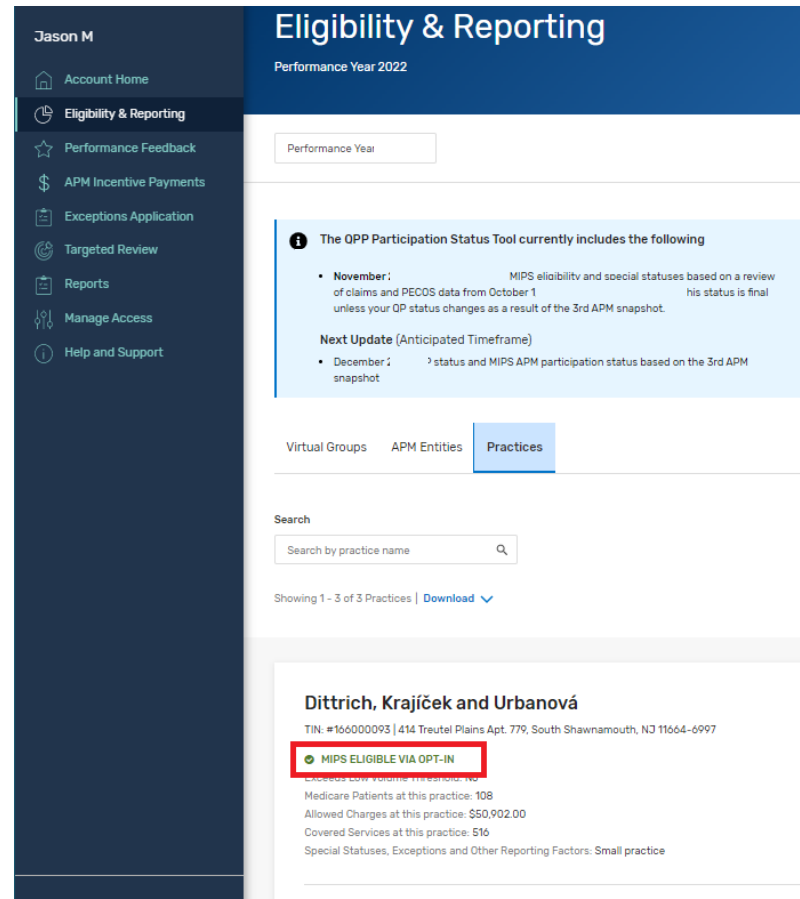 Jason M
Account Home
Eligibility & Reporting
Performance Feedback
APM Incentive Payments
Exceptions Application
Targeted Review
Reports
Manage Access
Help and Support
Eligibility & Reporting
Performance Year 2022
Performance Year
The QPP Participation Status Tool currently includes the following
• November MIPS eligibility and special statuses based on a review
of claims and PECOS data from October 1 his status is final
unless your QP status changes as a result of the 3rd APM snapshot.
Next Update (Anticipated Timeframe)
• December status and MIPS APM participation status based on the 3rd APM
snapshot
Virtual Groups APM Entities Practices
Search
Search by practice name
Showing 1 - 3 of 3 Practices | Download
Dittrich, Krajíček and Urbanová
TIN: #166000093 | 414 Treutel Plains Apt. 779, South Shawnamouth, NJ 11664-6997
MIPS ELIGIBLE VIA OPT-IN
Exceeds Low Volume Threshold: No
Medicare Patients at this practice: 108
Allowed Charges at this practice: $50,902.00
Covered Services at this practice: 516
Special Statuses, Exceptions and Other Reporting Factors: Small practice